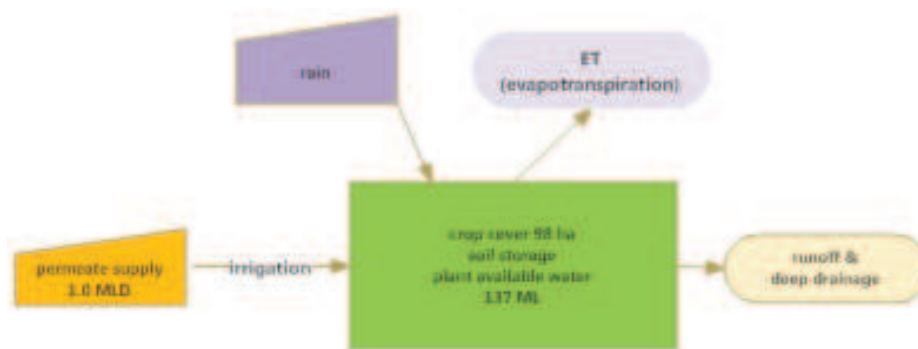 rain
ET
(evapotranspiration)
crop cover 98 ha
soil storage
plant available water
137 ML
permeate supply
1.0 MLD
irrigation
runoff &
deep drainage